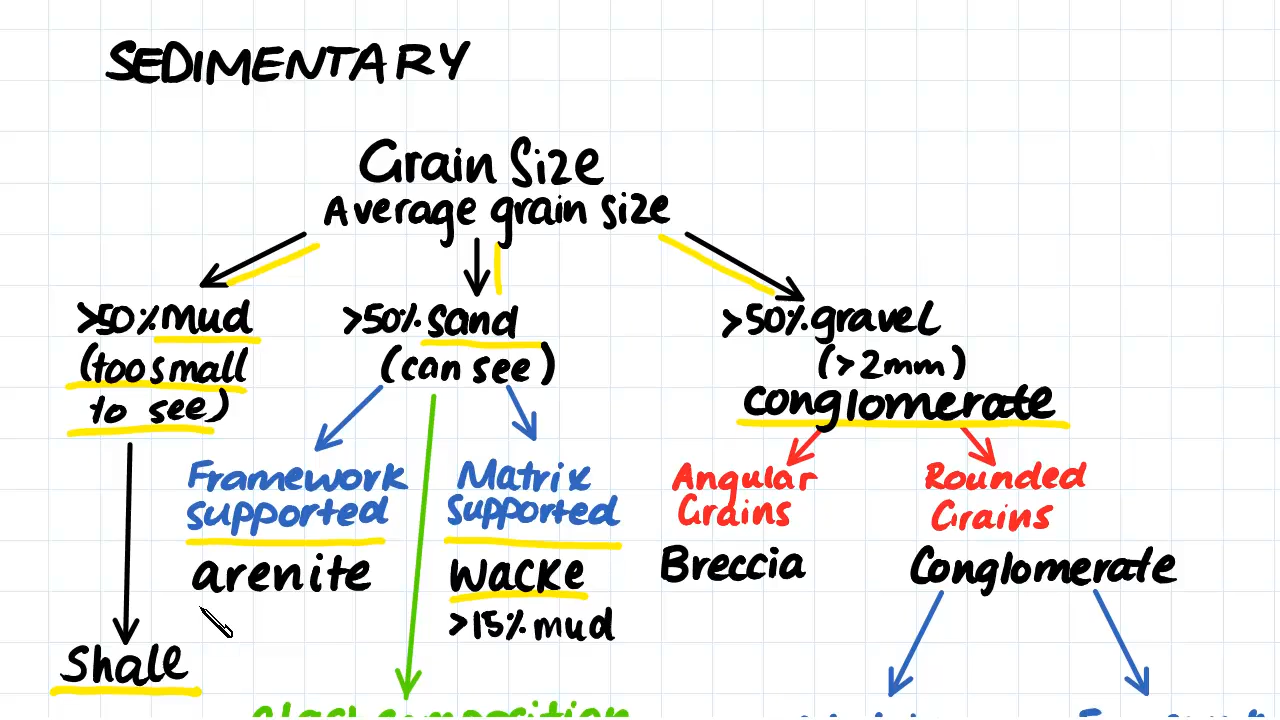 SEDIMENTARY
Grain Size
Average grain size
>50% mud
(too small
to see)
>50% sand
(can see)
>50% gravel
(>2mm)
conglomerate
Framework
supported
arenite
Matrix
supported
wacke
>15% mud
Angular
Grains
Breccia
Rounded
Grains
Conglomerate
Shale